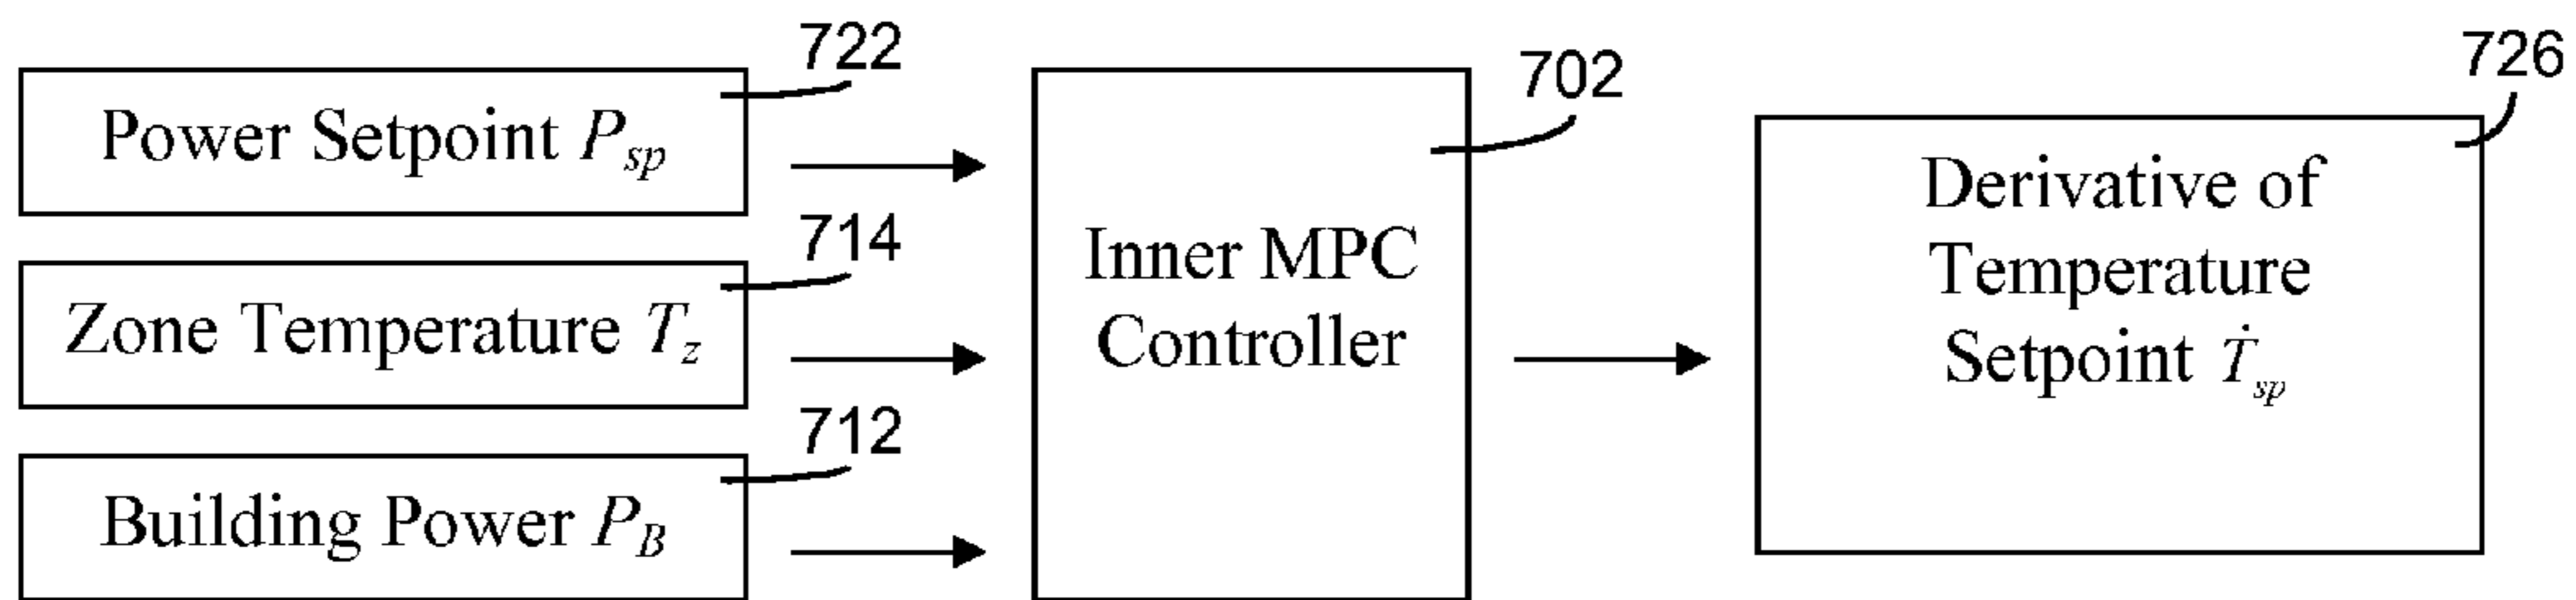 722
Power Setpoint P_sp
714
Zone Temperature T_z
712
Building Power P_B
702
Inner MPC
Controller
726
Derivative of
Temperature
Setpoint Ṫ_sp